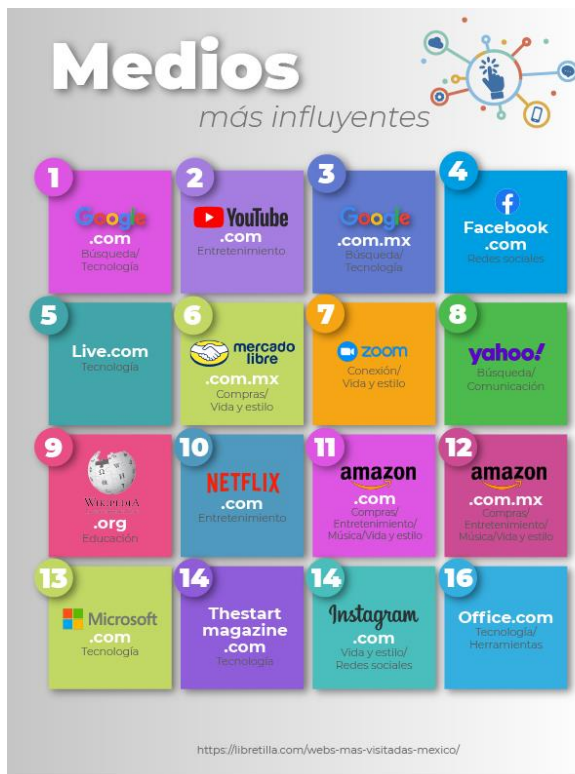 Medios
más influyentes
1
Google
.com
Búsqueda/
Tecnología
2
YouTube
.com
Entretenimiento
3
Google
.com.mx
Búsqueda/
Tecnología
4
Facebook
.com
Redes sociales
5
Live.com
Tecnología
6
mercado
libre
.com.mx
Compras/
Vida y estilo
7
zoom
Conexión/
Vida y estilo
8
yahoo!
Búsqueda/
Comunicación
9
WIKIPEDIA
.org
Educación
10
NETFLIX
.com
Entretenimiento
11
amazon
.com
Compras/
Entretenimiento/
Música/Vida y estilo
12
amazon
.com.mx
Compras/
Entretenimiento/
Música/Vida y estilo
13
Microsoft
.com
Tecnología
14
Thestart
magazine
.com
Tecnología
14
Instagram
.com
Vida y estilo/
Redes sociales
16
Office.com
Tecnología/
Herramientas
https://libretilla.com/webs-mas-visitadas-mexico/